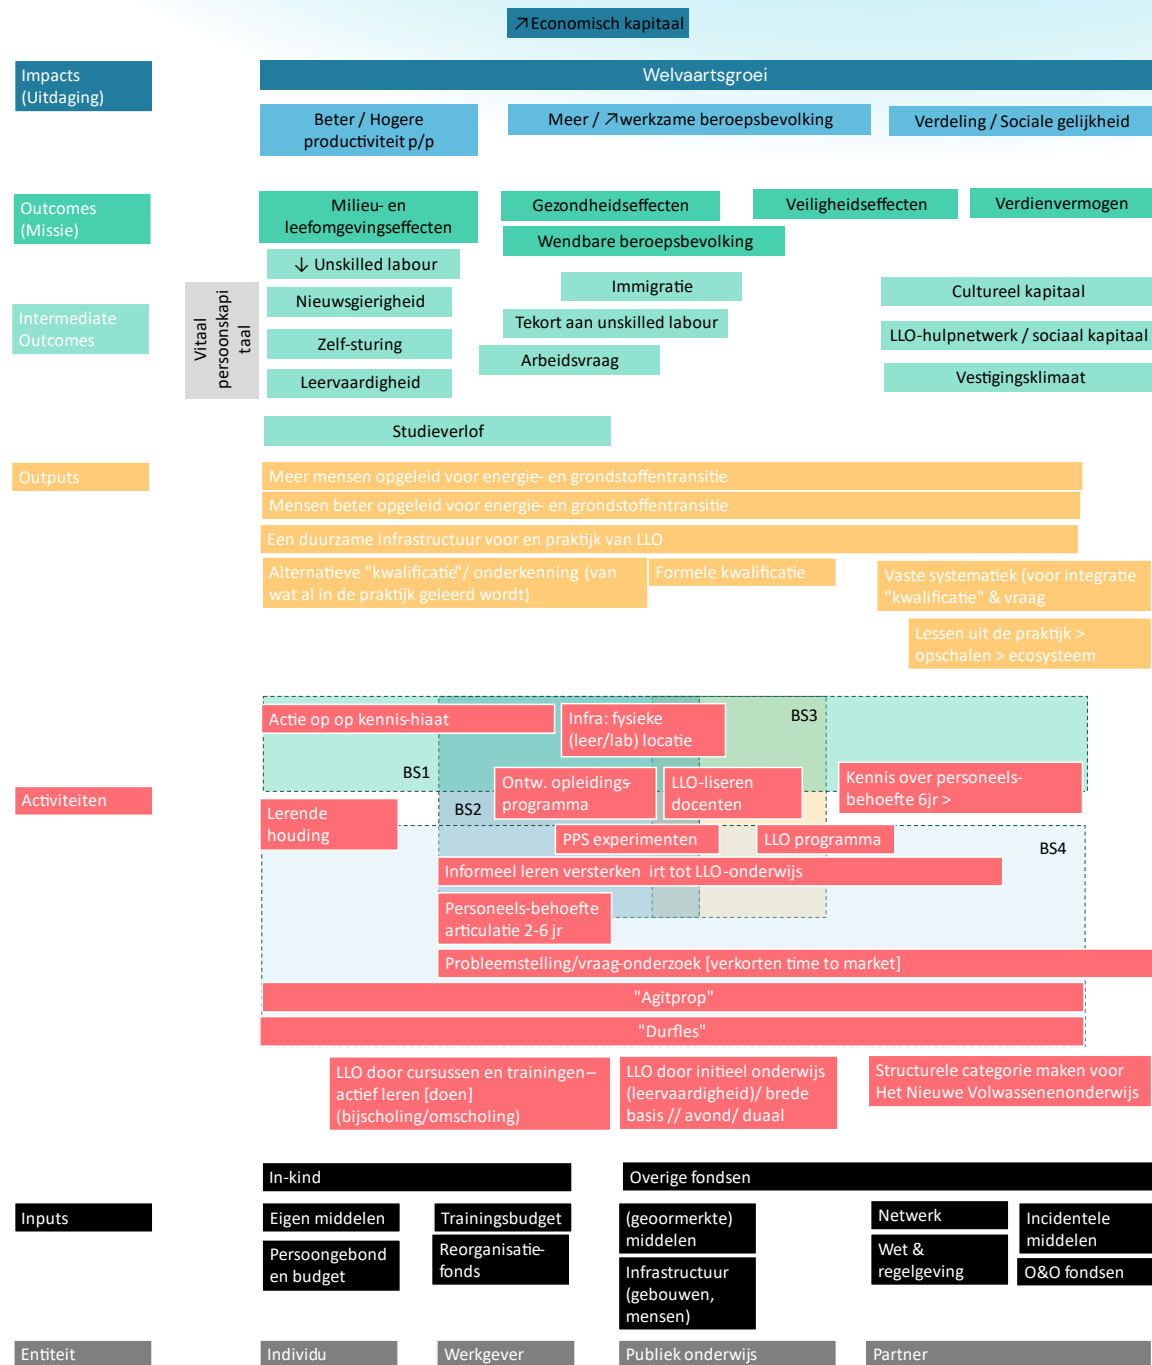 ↗Economisch kapitaal
Impacts
(Uitdaging)
Welvaartsgroei
Beter / Hogere
productiviteit p/p
Meer / ↗werkzame beroepsbevolking
Verdeling / Sociale gelijkheid
Outcomes
(Missie)
Milieu- en
leefomgevingseffecten
Gezondheidseffecten
Veiligheidseffecten
Verdienvermogen
Wendbare beroepsbevolking
↓ Unskilled labour
Intermediate
Outcomes
Vitaal
persoonskapi
taal
Nieuwsgierigheid
Zelf-sturing
Leervaardigheid
Immigratie
Tekort aan unskilled labour
Arbeidsvraag
Cultureel kapitaal
LLO-hulpnetwerk / sociaal kapitaal
Vestigingsklimaat
Studieverlof
Outputs
Meer mensen opgeleid voor energie- en grondstoffentransitie
Mensen beter opgeleid voor energie- en grondstoffentransitie
Een duurzame infrastructuur voor en praktijk van LLO
Alternatieve "kwalificatie"/ onderkenning (van
wat al in de praktijk geleerd wordt)
Formele kwalificatie
Vaste systematiek (voor integratie
"kwalificatie" & vraag
Lessen uit de praktijk >
opschalen > ecosysteem
Activiteiten
Actie op op kennis-hiaat
Infra: fysieke
(leer/lab) locatie
BS3
BS1
Ontw. opleidings-
programma
LLO-liseren
docenten
Kennis over personeels-
behoefte 6jr >
Lerende
houding
BS2
PPS experimenten
LLO programma
BS4
Informeel leren versterken irt tot LLO-onderwijs
Personeels-behoefte
articulatie 2-6 jr
Probleemstelling/vraag-onderzoek [verkorten time to market]
"Agitprop"
"Durfles"
LLO door cursussen en trainingen–
actief leren [doen]
(bijscholing/omscholing)
LLO door initieel onderwijs
(leervaardigheid)/ brede
basis // avond/ duaal
Structurele categorie maken voor
Het Nieuwe Volwassenenonderwijs
Inputs
In-kind
Overige fondsen
Eigen middelen
Persoongebond
en budget
Trainingsbudget
Reorganisatie-
fonds
(geoormerkte)
middelen
Infrastructuur
(gebouwen,
mensen)
Netwerk
Wet &
regelgeving
Incidentele
middelen
O&O fondsen
Entiteit
Individu
Werkgever
Publiek onderwijs
Partner